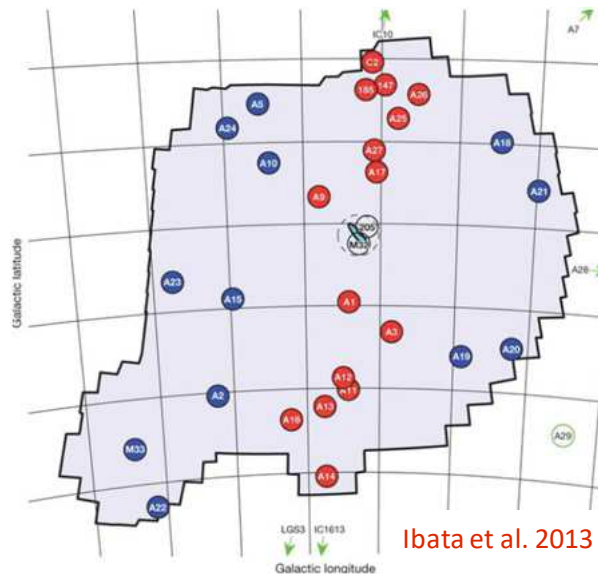 IC10
A7
C2
185
147
A26
A5
A25
A24
A18
A27
A10
A17
A21
A9
205
M32
Galactic latitude
A28
A23
A15
A1
A3
A20
A19
A12
A11
A2
A13
A16
A29
M33
A14
A22
LGS3 IC1613
Ibata et al. 2013
Galactic longitude